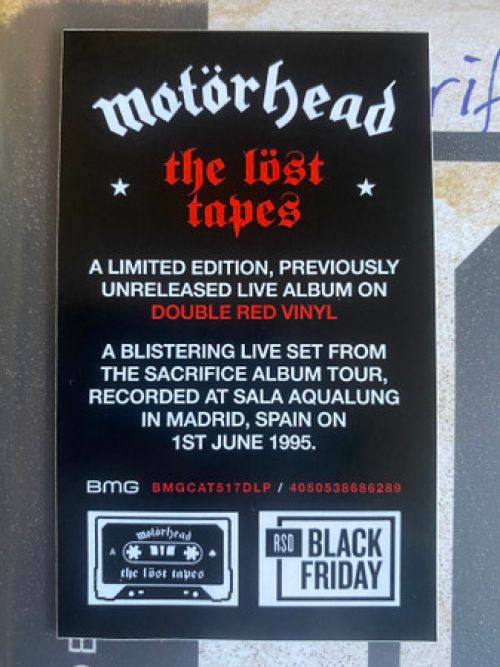 motörhead
the löst
tapes
A LIMITED EDITION, PREVIOUSLY
UNRELEASED LIVE ALBUM ON
DOUBLE RED VINYL
A BLISTERING LIVE SET FROM
THE SACRIFICE ALBUM TOUR,
RECORDED AT SALA AQUALUNG
IN MADRID, SPAIN ON
1ST JUNE 1995.
BMG BMGCAT517DLP / 4050538686289
motörhead
A
the löst tapes
RSD BLACK
FRIDAY
rif
B